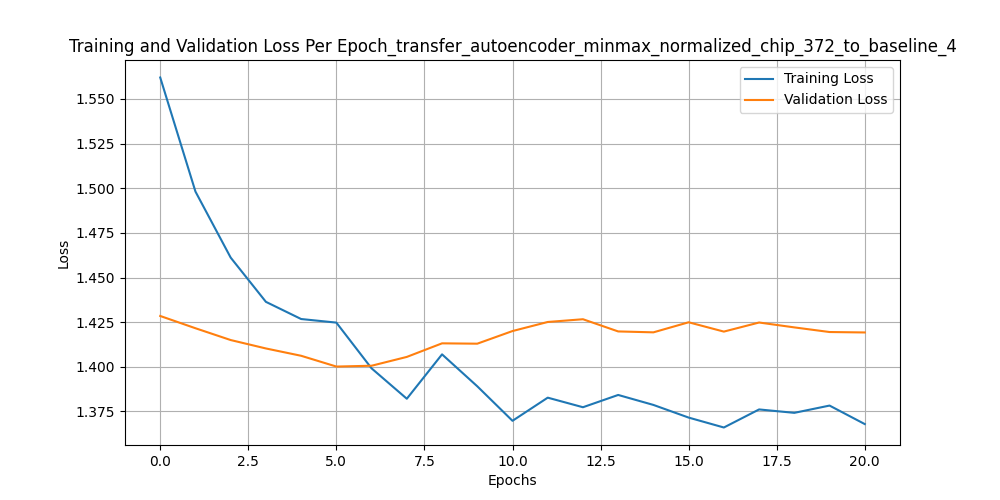 Training and Validation Loss Per Epoch_transfer_autoencoder_minmax_normalized_chip_372_to_baseline_4
Training Loss
Validation Loss
1.550
1.525
1.500
1.475
1.450
1.425
1.400
1.375
Loss
0.0 2.5 5.0 7.5 10.0 12.5 15.0 17.5 20.0
Epochs